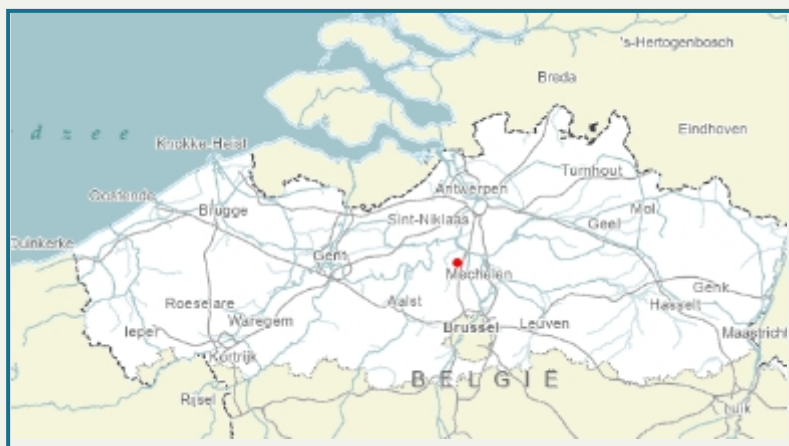 's-Hertogenbosch
Breda
dzee
Eindhoven
Knokke-Heist
Turnhout
Antwerpen
Oostende
Mol
Brugge
Sint-Niklaas
Geel
Duinkerke
Gent
Mechelen
Genk
Roeselare
Aalst
Hasselt
Waregem
Brussel
Leuven
Ieper
Maastricht
Kortrijk
BELGIË
Rijsel
Luik